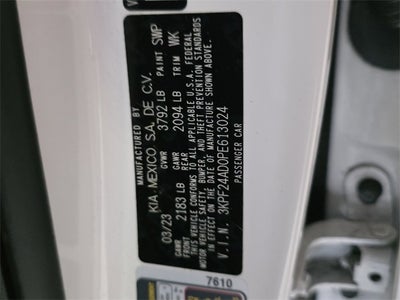 MANUFACTURED BY
KIA MEXICO S.A. DE C.V.
03/23 GVWR 3792 LB PAINT SWP
GAWR FRONT 2183 LB GAWR REAR 2094 LB TRIM WK
THIS VEHICLE CONFORMS TO ALL APPLICABLE U.S.A. FEDERAL
MOTOR VEHICLE SAFETY, BUMPER, AND THEFT PREVENTION STANDARDS
IN EFFECT ON THE DATE OF MANUFACTURE SHOWN ABOVE
V.I.N. 3KPF24AD0PE613024
PASSENGER CAR
7610